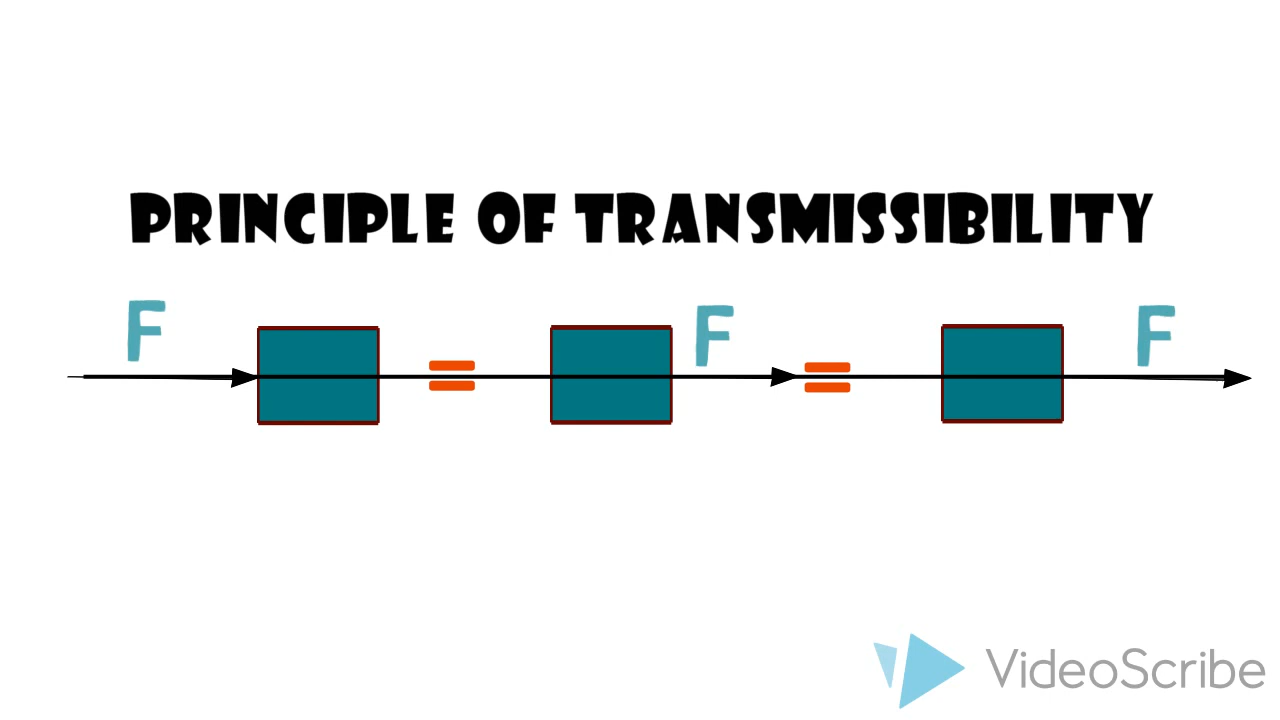 PRINCIPLE OF TRANSMISSIBILITY
F = F = F
VideoScribe